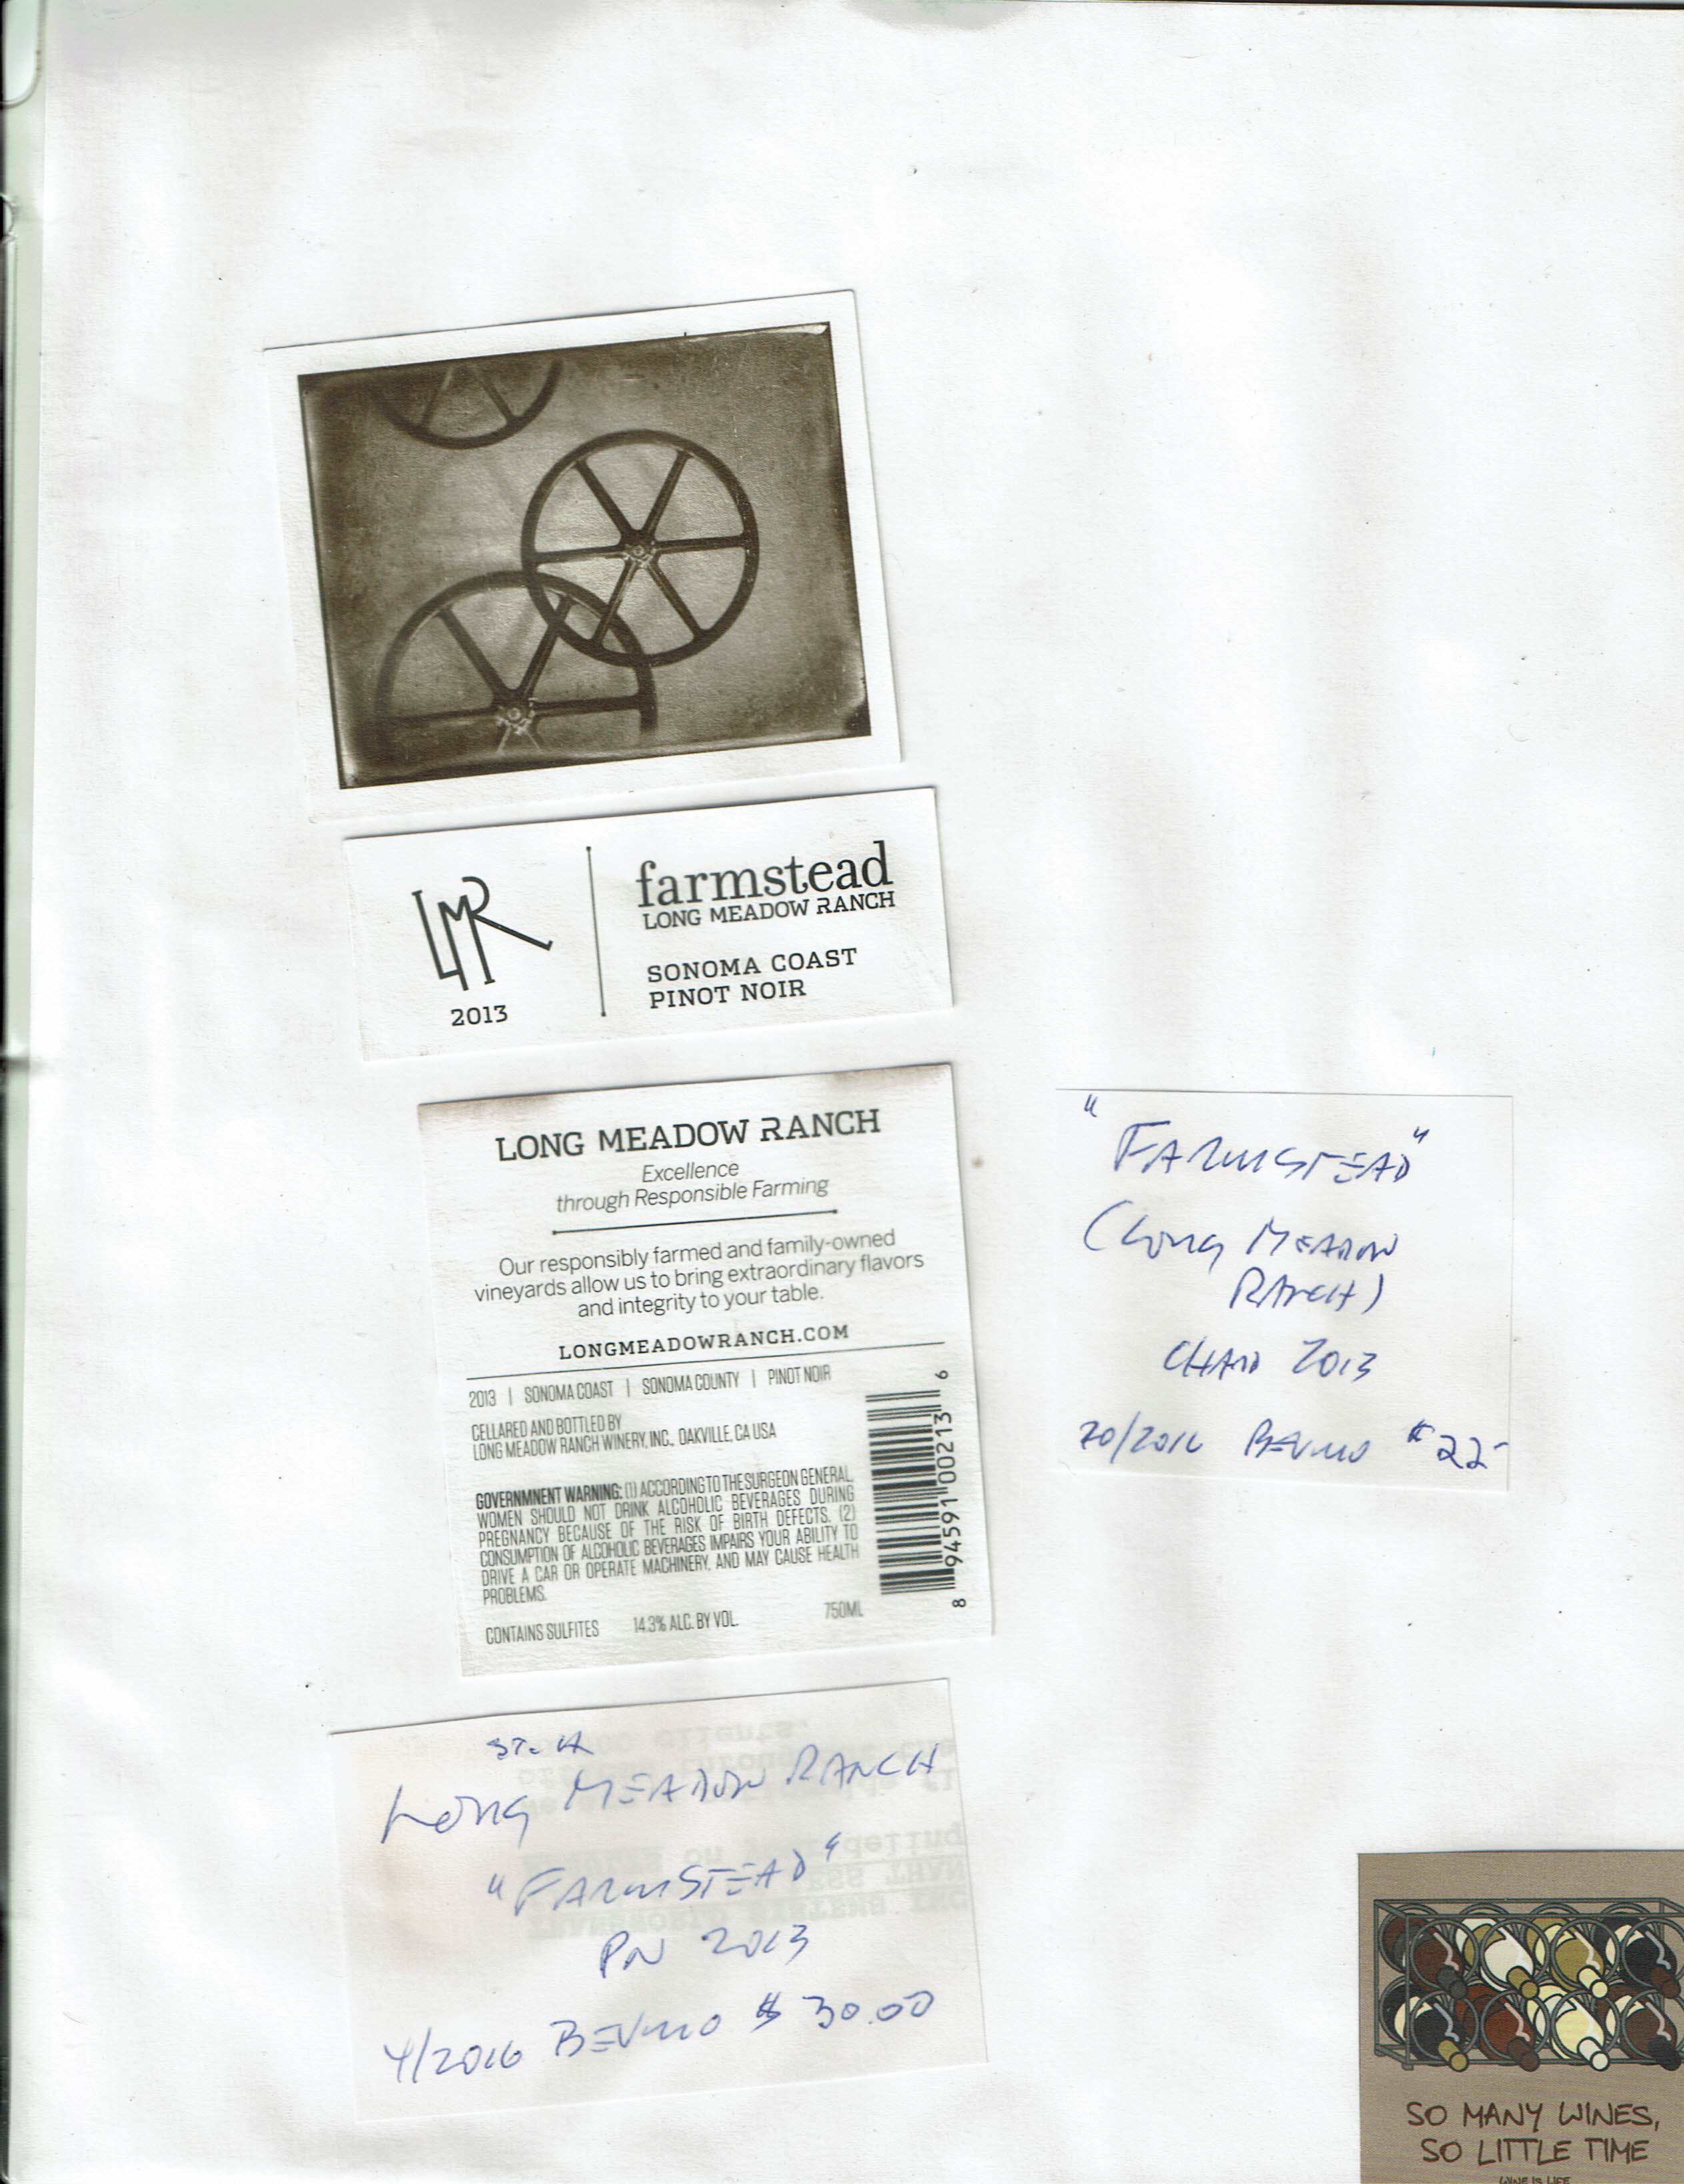 LMR
2013
farmstead
LONG MEADOW RANCH
SONOMA COAST
PINOT NOIR
LONG MEADOW RANCH
Excellence
through Responsible Farming
Our responsibly farmed and family-owned
vineyards allow us to bring extraordinary flavors
and integrity to your table.
LONGMEADOWRANCH.COM
2013 | SONOMA COAST | SONOMA COUNTY | PINOT NOIR
CELLARED AND BOTTLED BY
LONG MEADOW RANCH WINERY, INC., OAKVILLE, CA USA
GOVERNMNENT WARNING: (1) ACCORDING TO THE SURGEON GENERAL,
WOMEN SHOULD NOT DRINK ALCOHOLIC BEVERAGES DURING
PREGNANCY BECAUSE OF THE RISK OF BIRTH DEFECTS. (2)
CONSUMPTION OF ALCOHOLIC BEVERAGES IMPAIRS YOUR ABILITY TO
DRIVE A CAR OR OPERATE MACHINERY, AND MAY CAUSE HEALTH
PROBLEMS.
CONTAINS SULFITES 14.3% ALC. BY VOL. 750ML
8 94591 00213 6
"FARMSTEAD"
(LONG MEADOW
RANCH)
CHARD 2013
BEVMO $22-
LONG MEADOW RANCH
"FARMSTEAD"
PN 2013
4/2016 BEVMO $30.00
SO MANY WINES,
SO LITTLE TIME
WINE IS LIFE